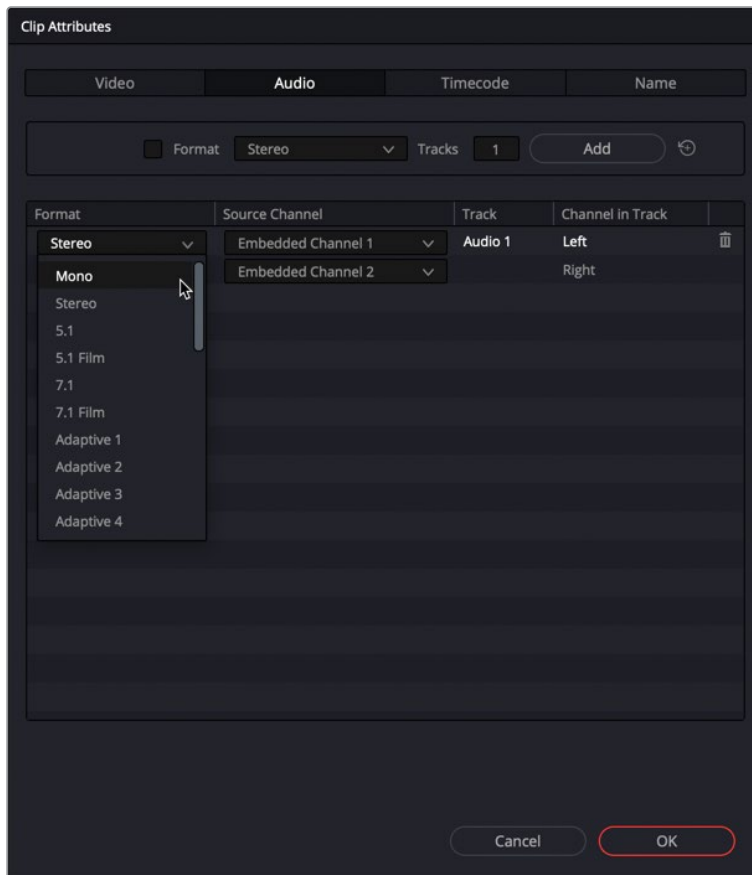 Clip Attributes
Video Audio Timecode Name
Format Stereo Tracks 1 Add
Format Source Channel Track Channel in Track
Stereo Embedded Channel 1 Audio 1 Left
Embedded Channel 2 Right
Mono
Stereo
5.1
5.1 Film
7.1
7.1 Film
Adaptive 1
Adaptive 2
Adaptive 3
Adaptive 4
Cancel OK